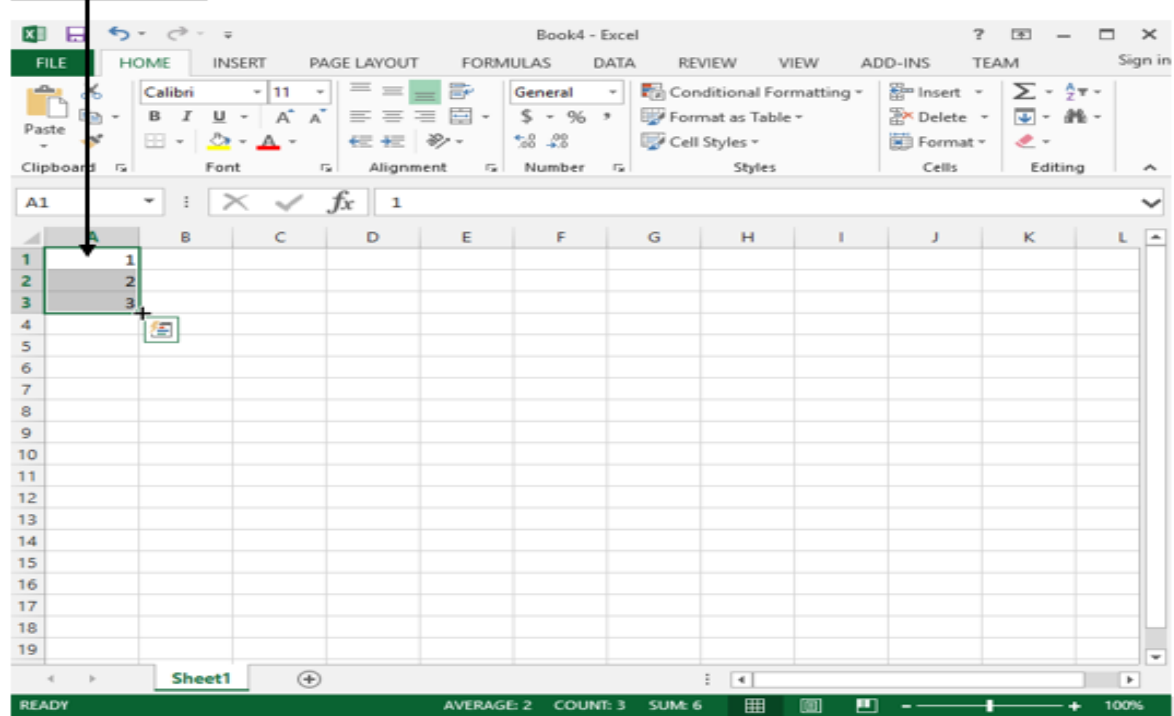 Book4 - Excel
FILE HOME INSERT PAGE LAYOUT FORMULAS DATA REVIEW VIEW ADD-INS TEAM Sign in
Calibri 11 General Conditional Formatting Insert
Paste B I U A A $ % , Format as Table Delete
A Cell Styles Format
Clipboard Font Alignment Number Styles Cells Editing
A1 fx 1
A B C D E F G H I J K L
1 1
2 2
3 3
4
5
6
7
8
9
10
11
12
13
14
15
16
17
18
19
Sheet1
READY AVERAGE: 2 COUNT: 3 SUM: 6 100%